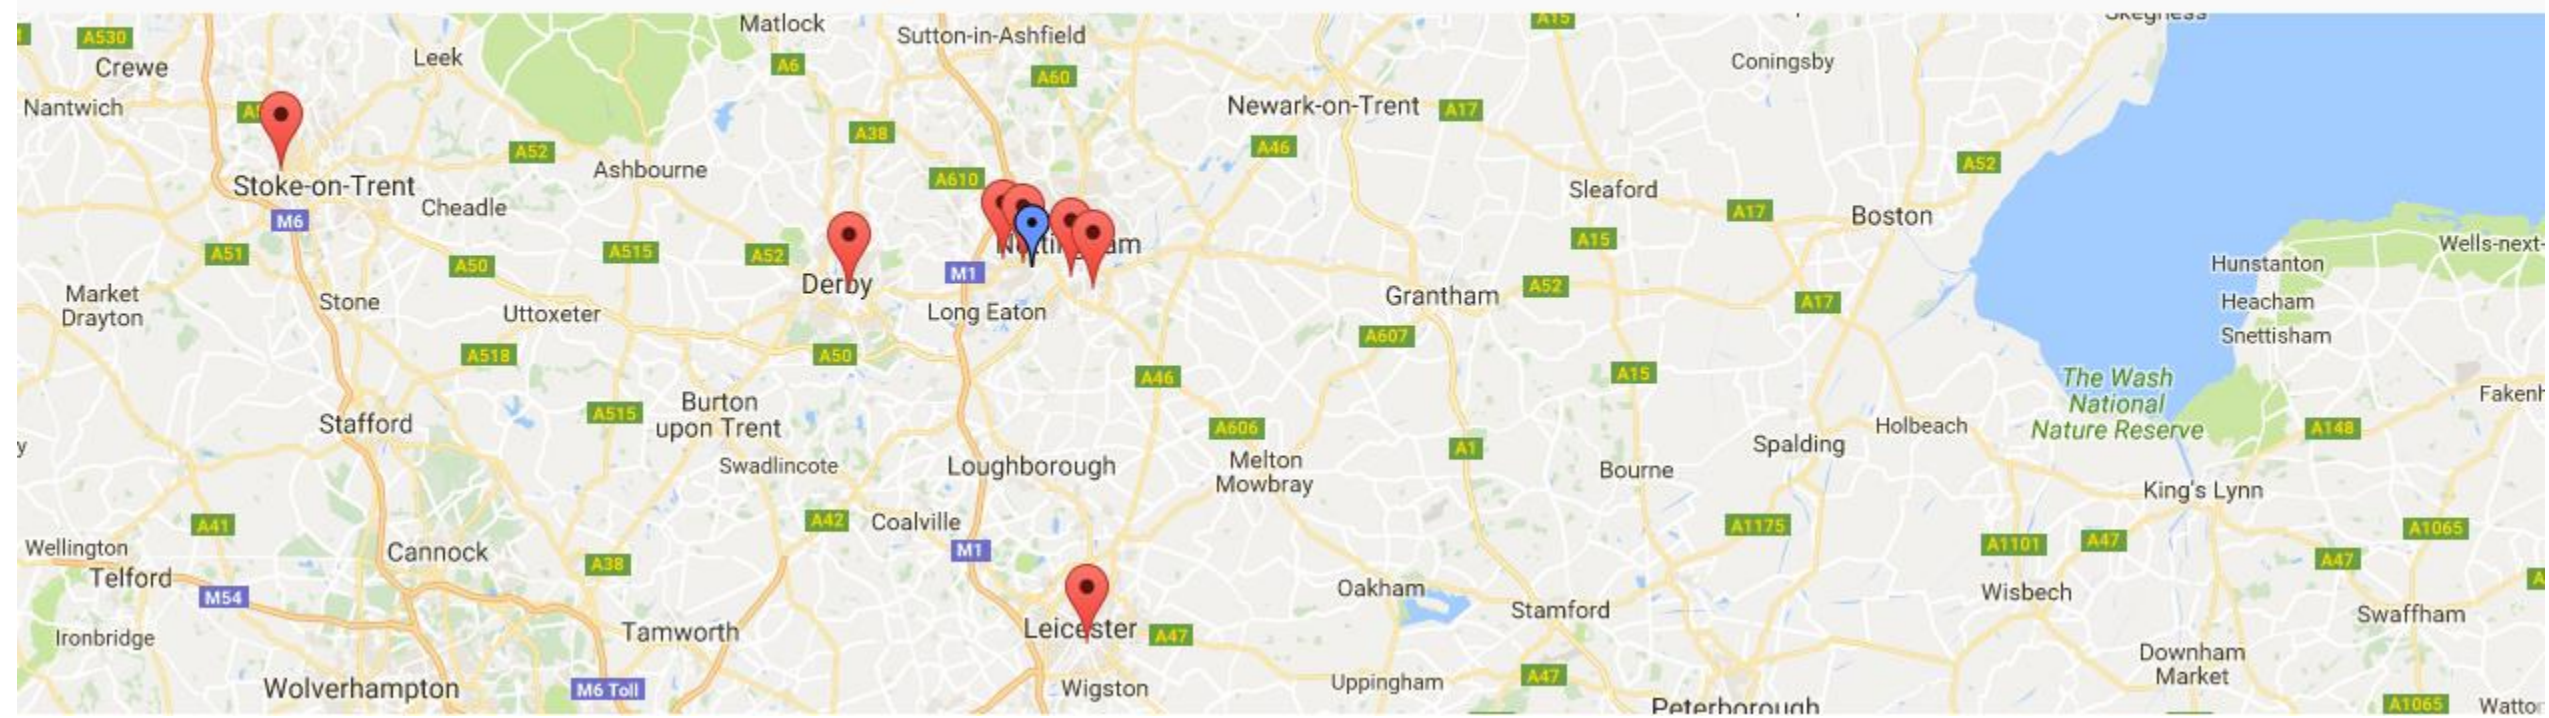 Matlock
Sutton-in-Ashfield
A15
Skegness
A530
Crewe
Leek
A6
A60
Coningsby
Nantwich
Newark-on-Trent
A17
A38
A46
A52
Ashbourne
A52
A610
Sleaford
Stoke-on-Trent
Cheadle
M6
A17
Boston
Nottingham
A51
A50
A515
A52
A15
Wells-next-
M1
Derby
Hunstanton
Market
Drayton
Stone
Uttoxeter
Long Eaton
Grantham
A52
A17
Heacham
Snettisham
A518
A50
A607
A46
A15
The Wash
National
Nature Reserve
Stafford
A515
Burton
upon Trent
A606
A1
Spalding
Holbeach
A148
Fakenh
y
Swadlincote
Loughborough
Melton
Mowbray
Bourne
King's Lynn
A41
A42
Coalville
A1175
A1101
A47
A1065
Wellington
Cannock
A38
M1
A47
Telford
M54
Oakham
Stamford
Wisbech
Swaffham
Ironbridge
Tamworth
Leicester
A47
Downham
Market
Wolverhampton
M6 Toll
Wigston
Uppingham
A47
Peterborough
A1065
Watton